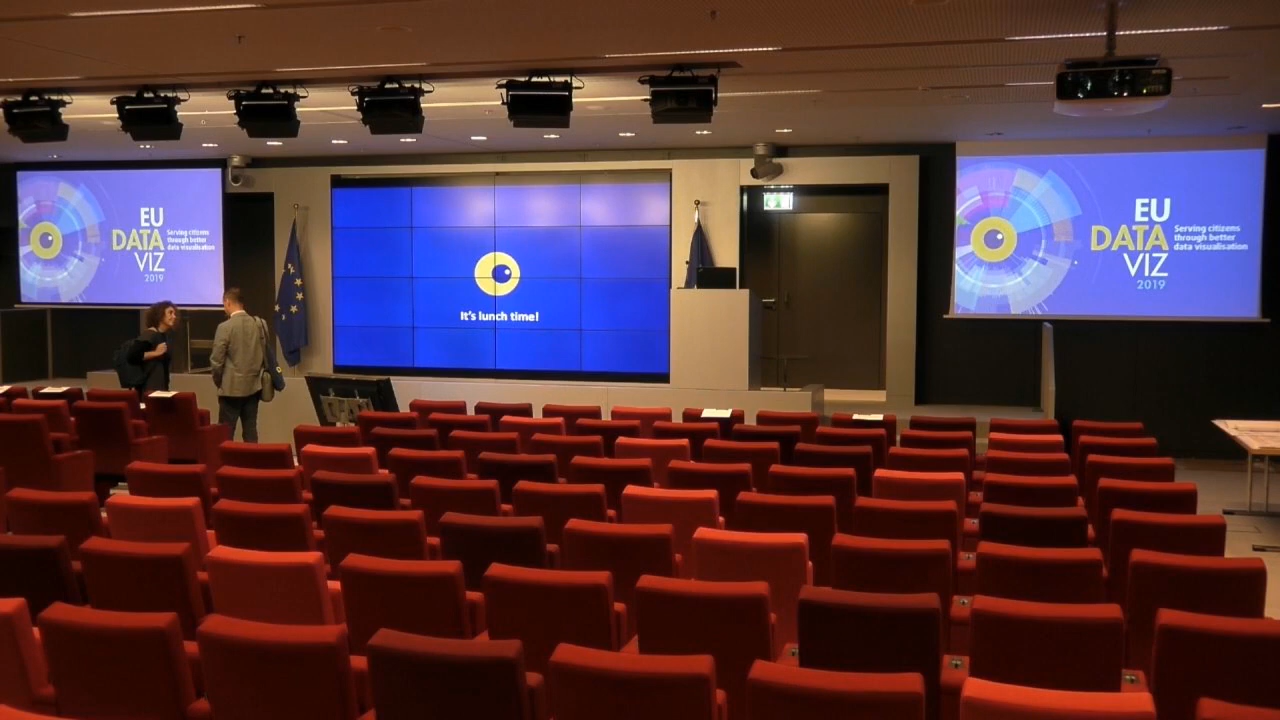 EU
DATA
VIZ
2019
Serving citizens
through better
data visualisation
It's lunch time!
EU
DATA
VIZ
2019
Serving citizens
through better
data visualisation